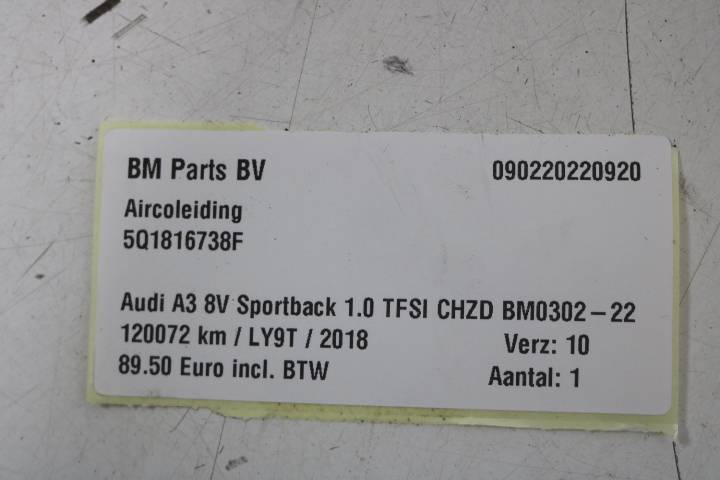 BM Parts BV 090220220920
Aircoleiding
5Q1816738F
Audi A3 8V Sportback 1.0 TFSI CHZD BM0302-22
120072 km / LY9T / 2018 Verz: 10
89.50 Euro incl. BTW Aantal: 1